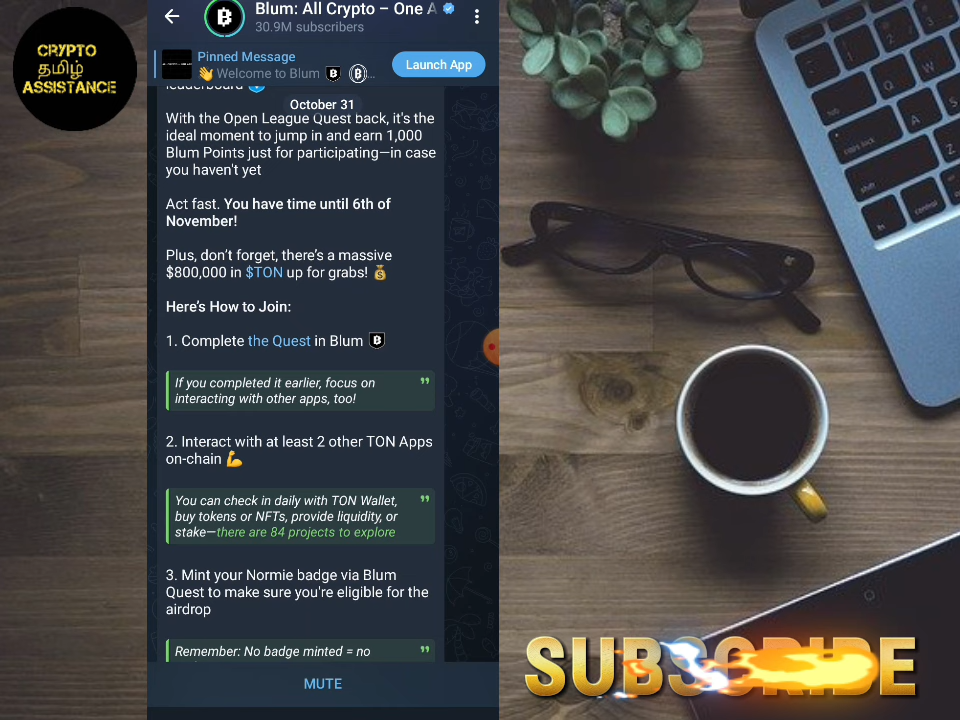 CRYPTO
தமிழ்
ASSISTANCE
Blum: All Crypto – One A
30.9M subscribers
Pinned Message
👋 Welcome to Blum
Launch App
leaderboard
October 31
With the Open League Quest back, it's the
ideal moment to jump in and earn 1,000
Blum Points just for participating—in case
you haven't yet
Act fast. You have time until 6th of
November!
Plus, don't forget, there's a massive
$800,000 in $TON up for grabs! 💰
Here's How to Join:
1. Complete the Quest in Blum
If you completed it earlier, focus on
interacting with other apps, too!
2. Interact with at least 2 other TON Apps
on-chain 💪
You can check in daily with TON Wallet,
buy tokens or NFTs, provide liquidity, or
stake—there are 84 projects to explore
3. Mint your Normie badge via Blum
Quest to make sure you're eligible for the
airdrop
Remember: No badge minted = no
MUTE
SUBSCRIBE